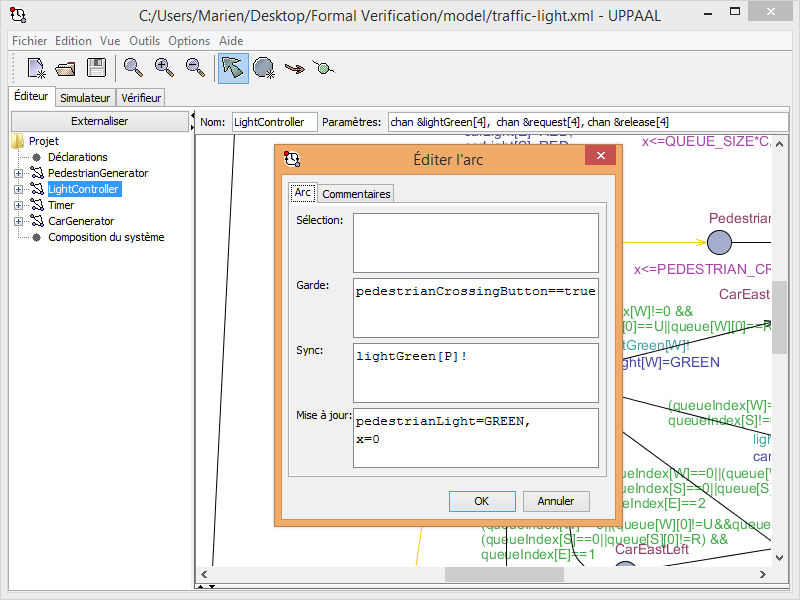 C:/Users/Marien/Desktop/Formal Verification/model/traffic-light.xml - UPPAAL
Fichier Edition Vue Outils Options Aide
Éditeur Simulateur Vérifieur
Externaliser
Nom: LightController Paramètres: chan &lightGreen[4], chan &request[4], chan &release[4]
Projet
Déclarations
PedestrianGenerator
LightController
Timer
CarGenerator
Composition du système
x<=QUEUE_SIZE*C
Éditer l'arc
Arc Commentaires
Sélection:
Garde:
pedestrianCrossingButton==true
Sync:
lightGreen[P]!
Mise à jour:
pedestrianLight=GREEN,
x=0
OK Annuler
Pedestrian
x<=PEDESTRIAN_CR
CarEast
x[W]!=0 &&
[0]==U||queue[W][0]==R
tGreen[W]!
ght[W]=GREEN
(queueIndex[W]=
queueIndex[S]!=
ligh
car
ueIndex[W]==0||(queue[W
ueIndex[S]==0||queue[S]
ueIndex[E]==2
||(queue[W][0]!=U&&queue
(queueIndex[S]==0||queue[S][0]!=R) &&
queueIndex[E]==1
CarEastLeft